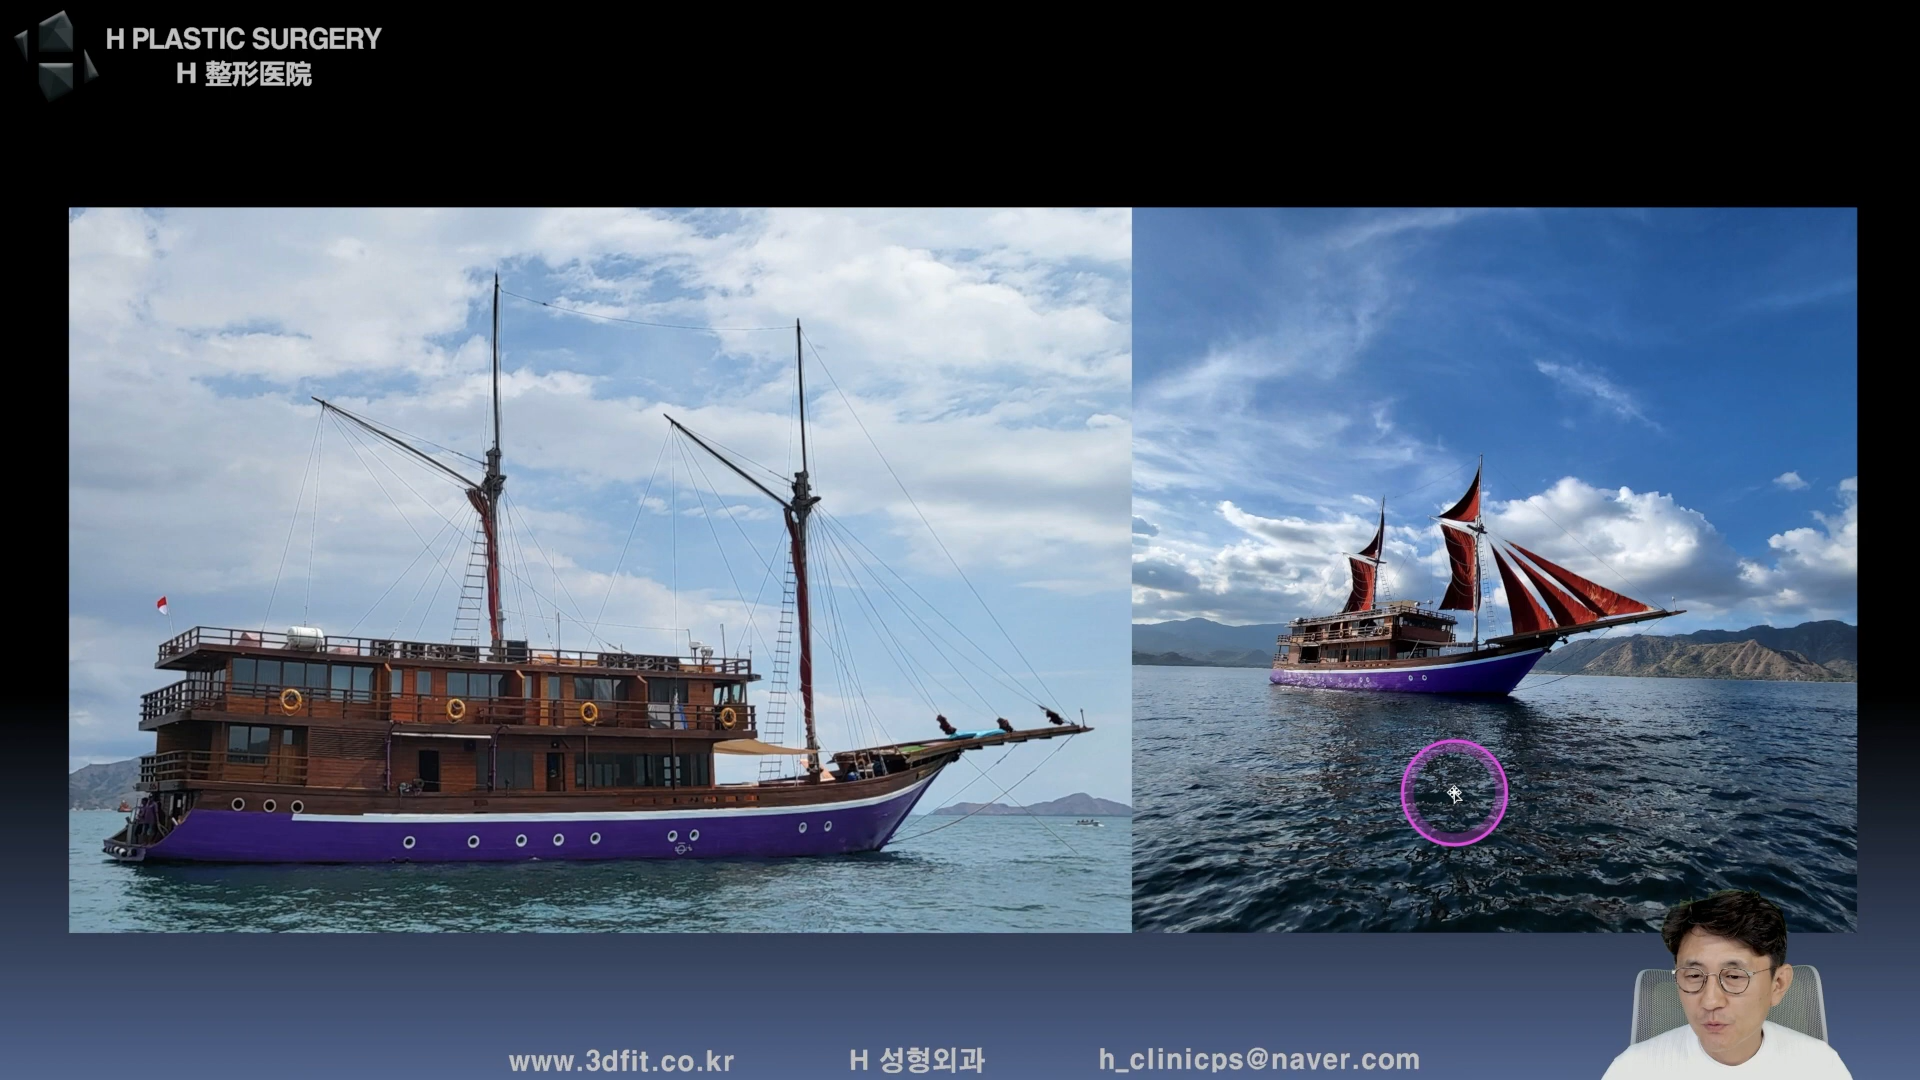 H PLASTIC SURGERY
H 整形医院
www.3dfit.co.kr
H 성형외과
h_clinicps@naver.com